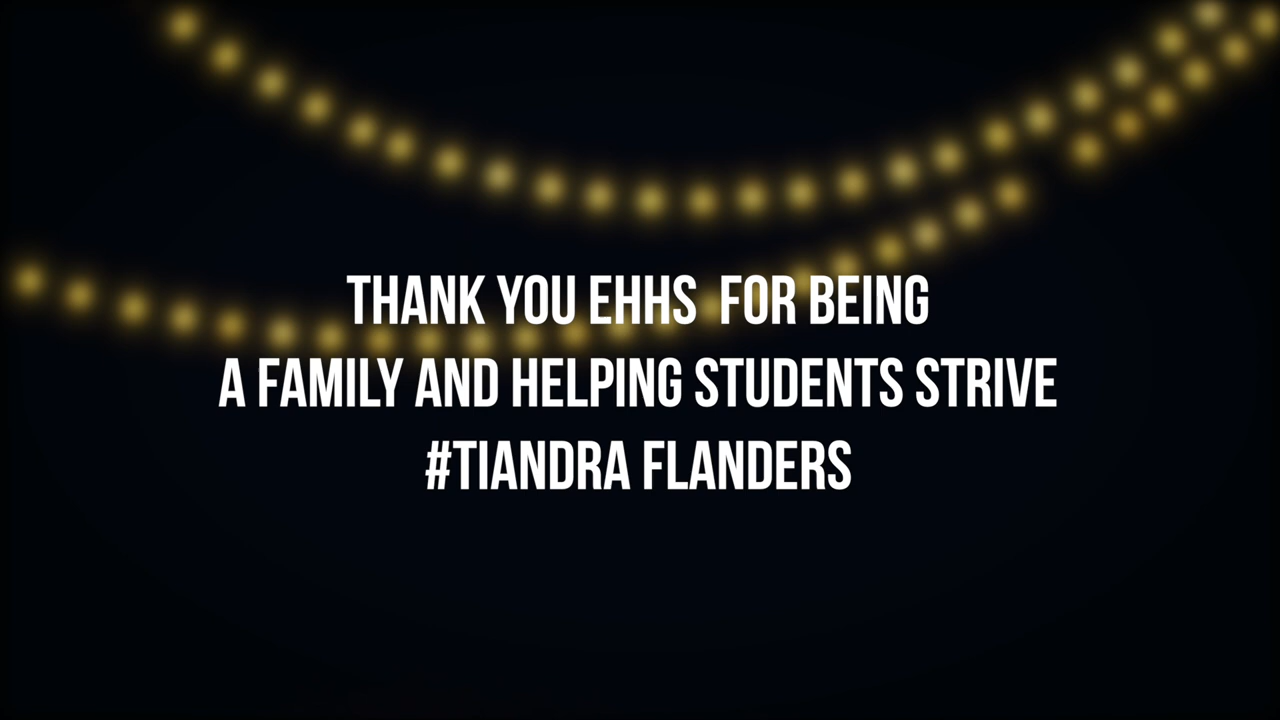 THANK YOU EHHS FOR BEING
A FAMILY AND HELPING STUDENTS STRIVE
#TIANDRA FLANDERS